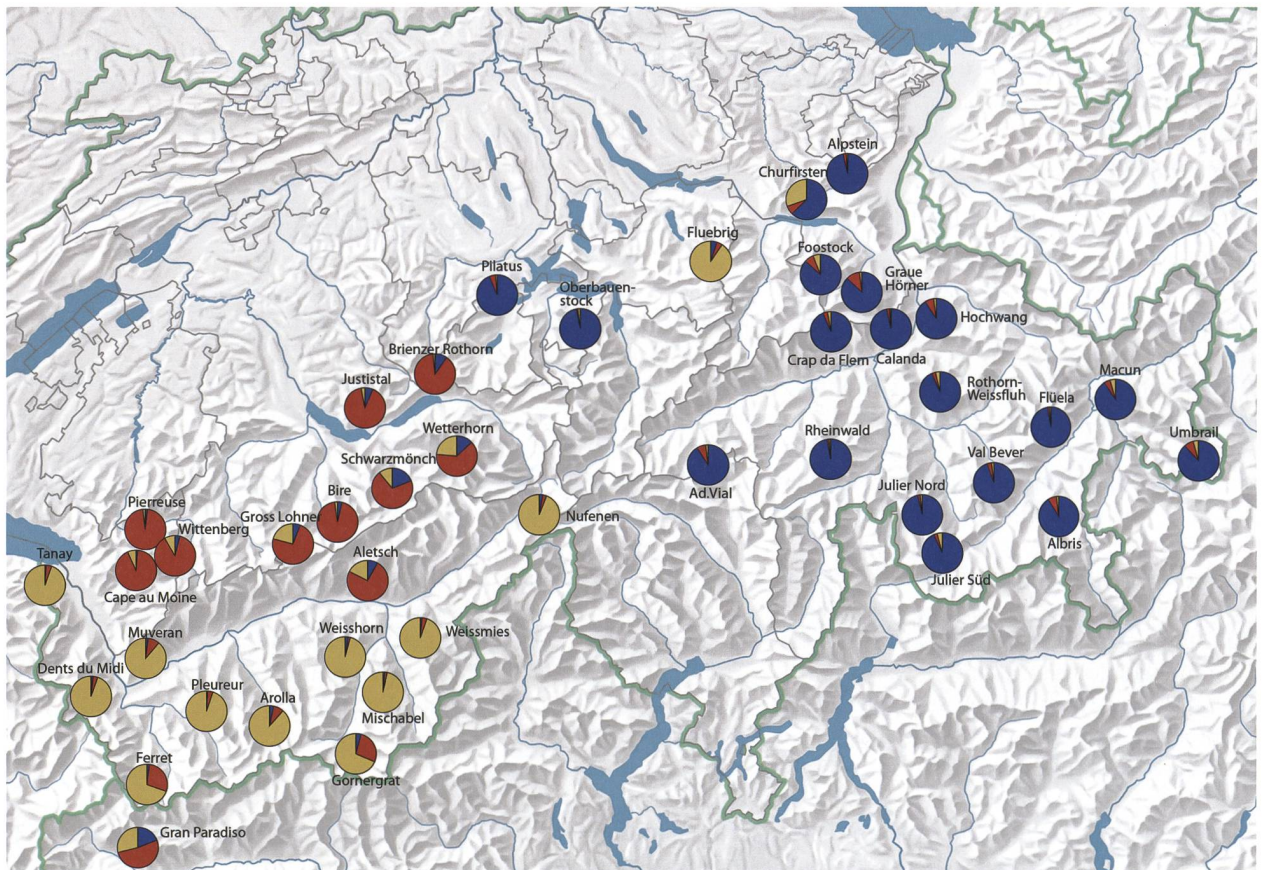 Alpstein
Churfirsten
Fluebrig
Foostock
Pilatus
Graue
Hörner
Oberbauen-
stock
Hochwang
Crap da Flem
Calanda
Brienzer Rothorn
Macun
Justistal
Rothorn-
Weissfluh
Flüela
Wetterhorn
Rheinwald
Umbrail
Schwarzmönch
Val Bever
Bire
Ad.Vial
Julier Nord
Pierreuse
Gross Lohner
Nufenen
Wittenberg
Albris
Tanay
Aletsch
Julier Süd
Cape au Moine
Muveran
Weisshorn
Weissmies
Dents du Midi
Pleureur
Arolla
Mischabel
Ferret
Gornergrat
Gran Paradiso